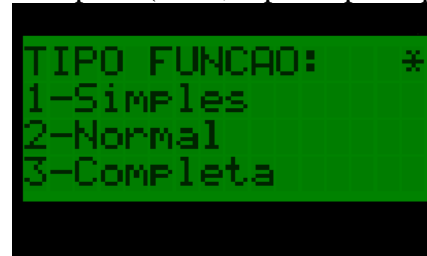 TIPO FUNCAO: *
1-Simples
2-Normal
3-Completa